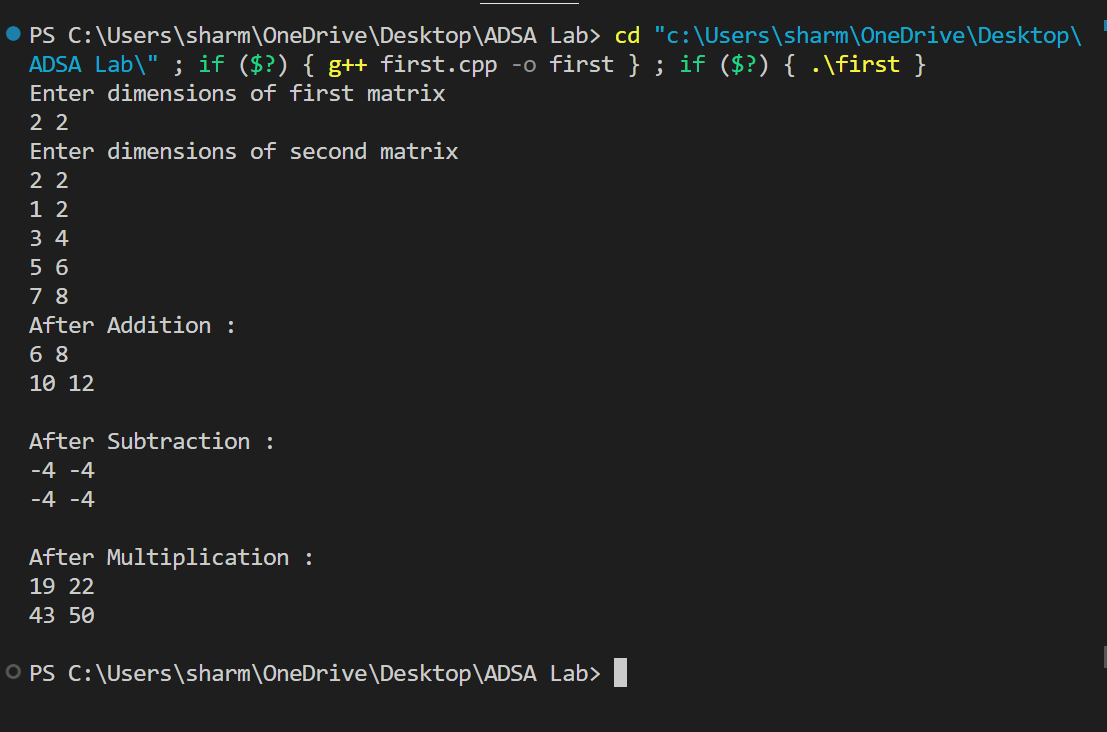 PS C:\Users\sharm\OneDrive\Desktop\ADSA Lab> cd "c:\Users\sharm\OneDrive\Desktop\
ADSA Lab\" ; if ($?) { g++ first.cpp -o first } ; if ($?) { .\first }
Enter dimensions of first matrix
2 2
Enter dimensions of second matrix
2 2
1 2
3 4
5 6
7 8
After Addition :
6 8
10 12

After Subtraction :
-4 -4
-4 -4

After Multiplication :
19 22
43 50

PS C:\Users\sharm\OneDrive\Desktop\ADSA Lab>